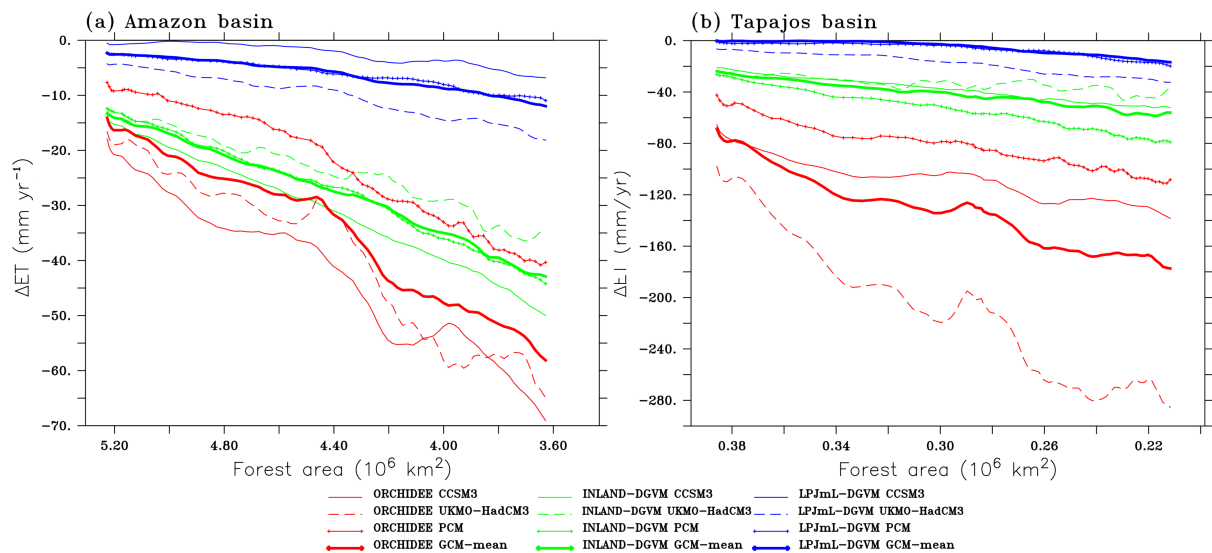 (a) Amazon basin
(b) Tapajos basin
0.
−10.
−20.
−30.
−40.
−50.
−60.
−70.
ΔET (mm yr⁻¹)
5.20 4.80 4.40 4.00 3.60
Forest area (10⁶ km²)
0.
−40.
−80.
−120.
−160.
−200.
−240.
−280.
ΔET (mm/yr)
0.38 0.34 0.30 0.26 0.22
Forest area (10⁶ km²)
ORCHIDEE CCSM3 INLAND−DGVM CCSM3 LPJmL−DGVM CCSM3
ORCHIDEE UKMO−HadCM3 INLAND−DGVM UKMO−HadCM3 LPJmL−DGVM UKMO−HadCM3
ORCHIDEE PCM INLAND−DGVM PCM LPJmL−DGVM PCM
ORCHIDEE GCM−mean INLAND−DGVM GCM−mean LPJmL−DGVM GCM−mean